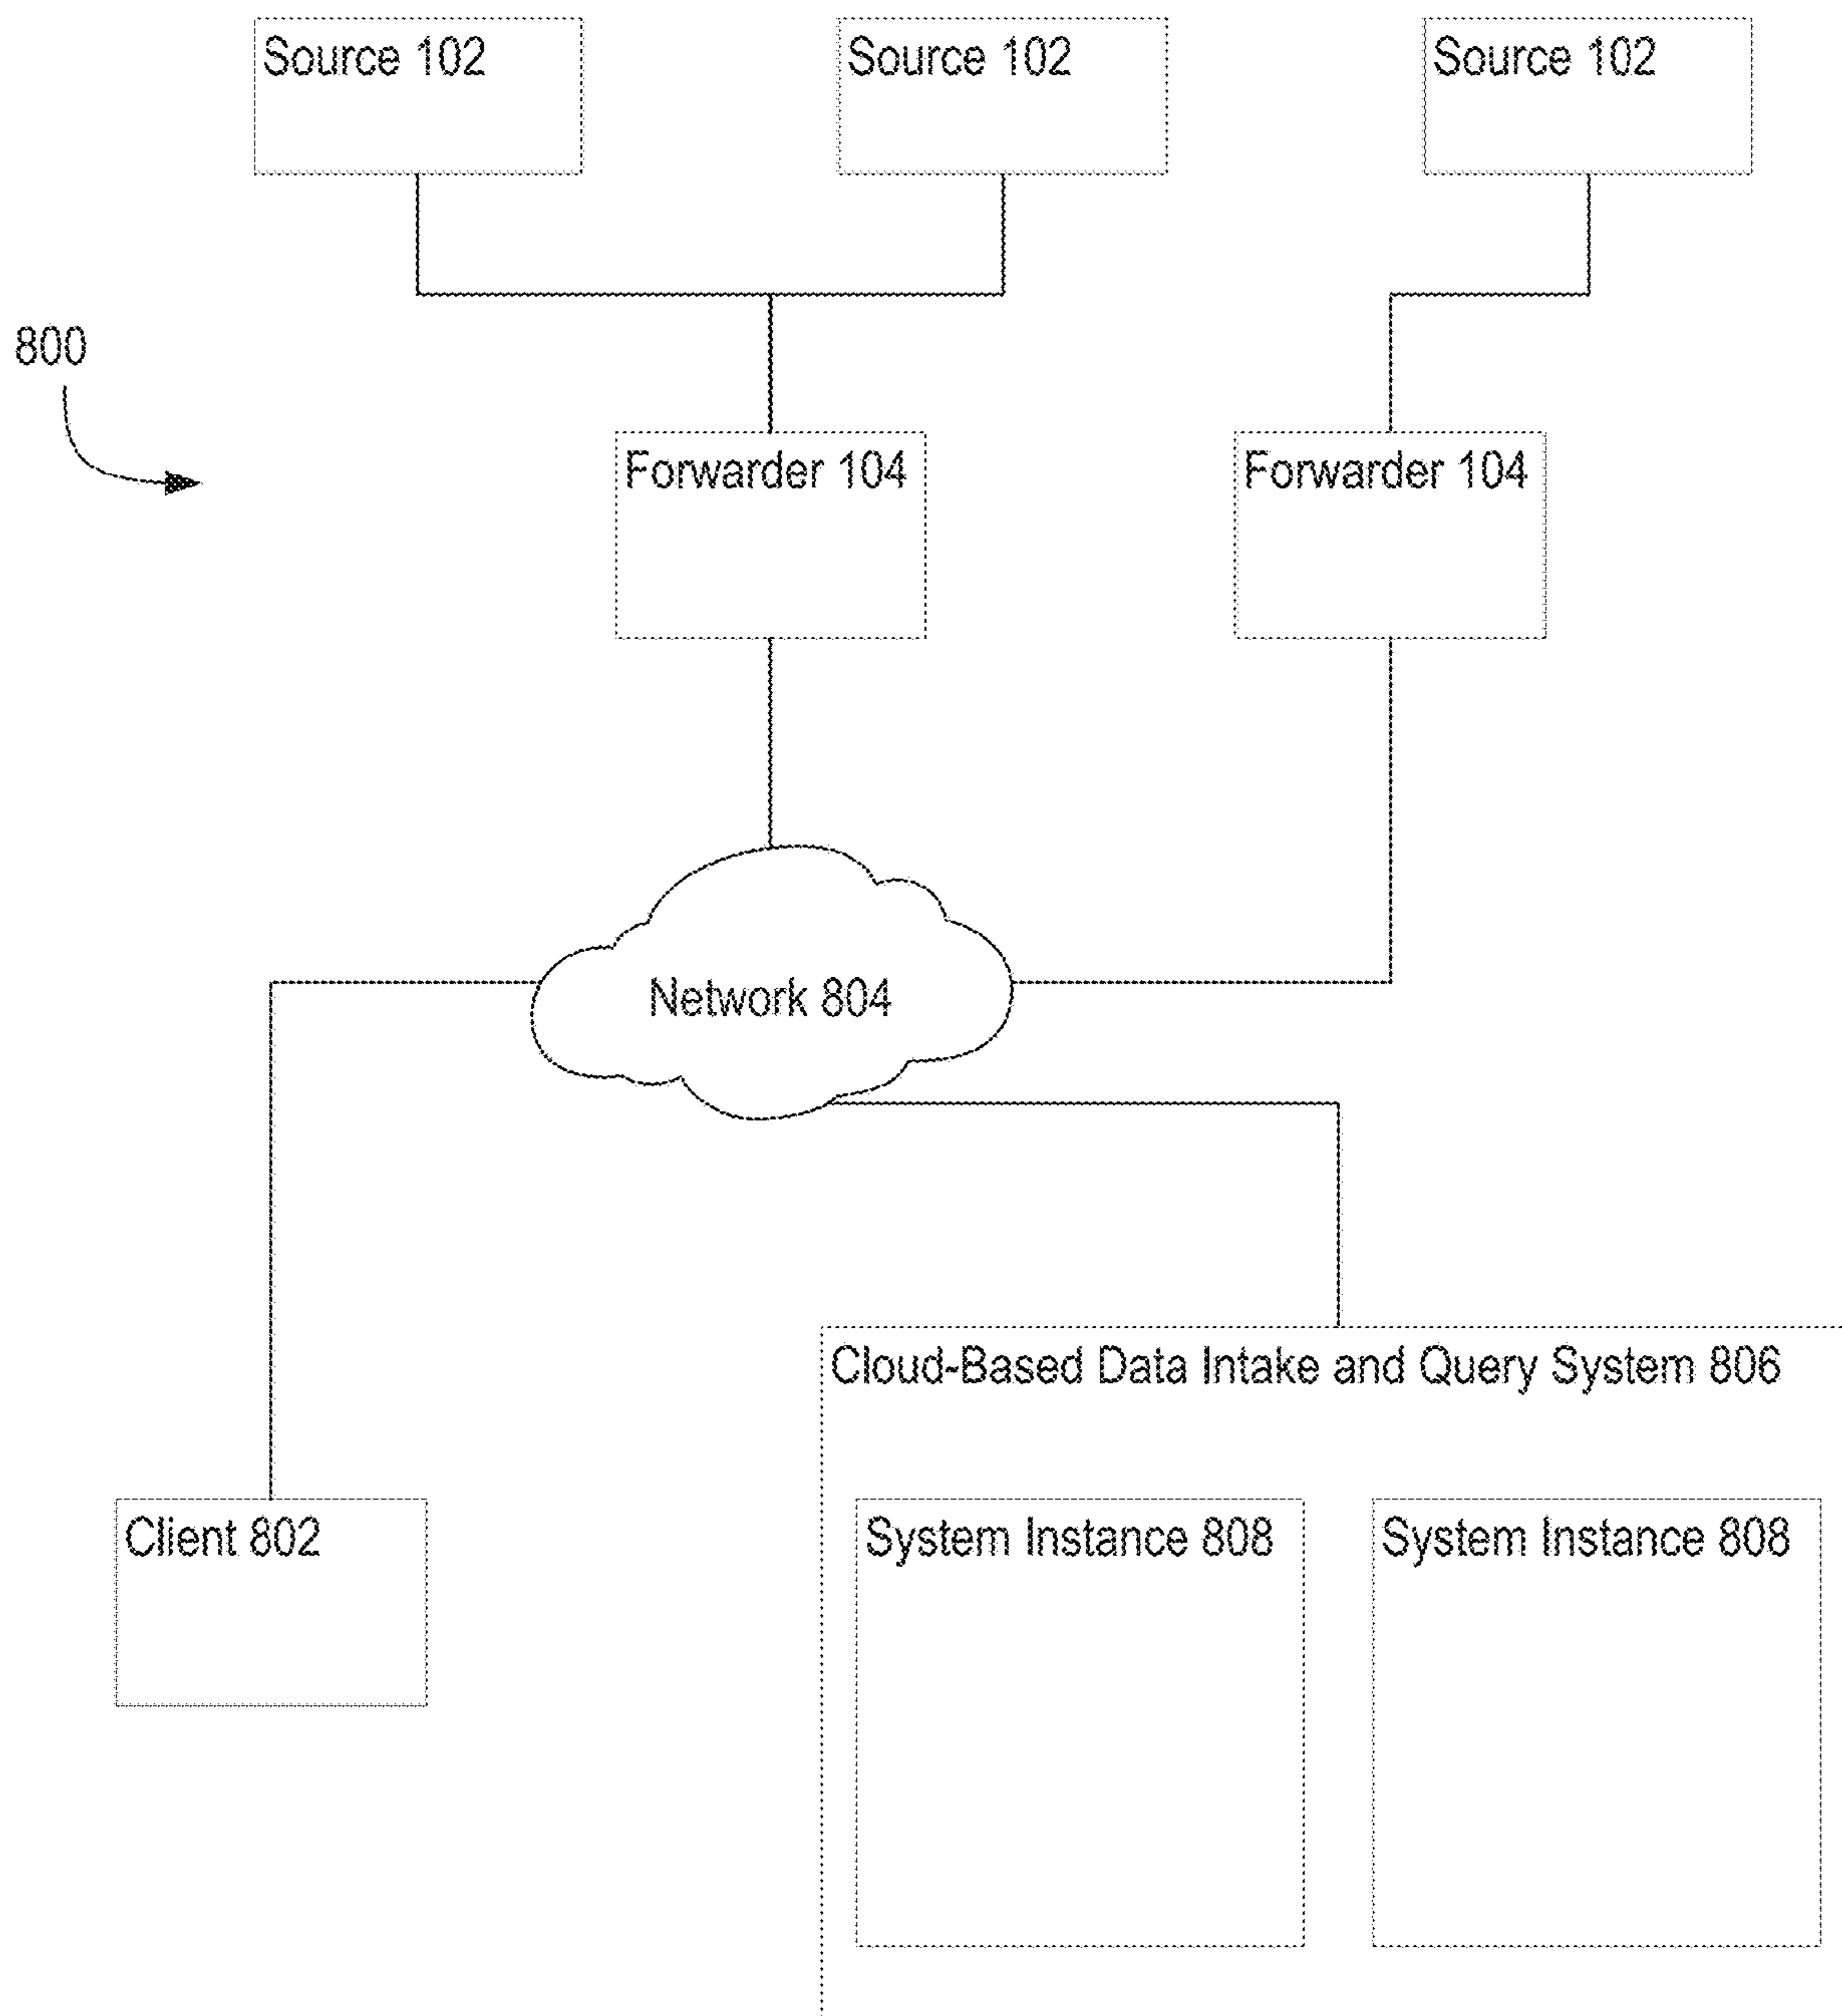 Source 102
Source 102
Source 102
800
Forwarder 104
Forwarder 104
Network 804
Cloud-Based Data Intake and Query System 806
Client 802
System Instance 808
System Instance 808